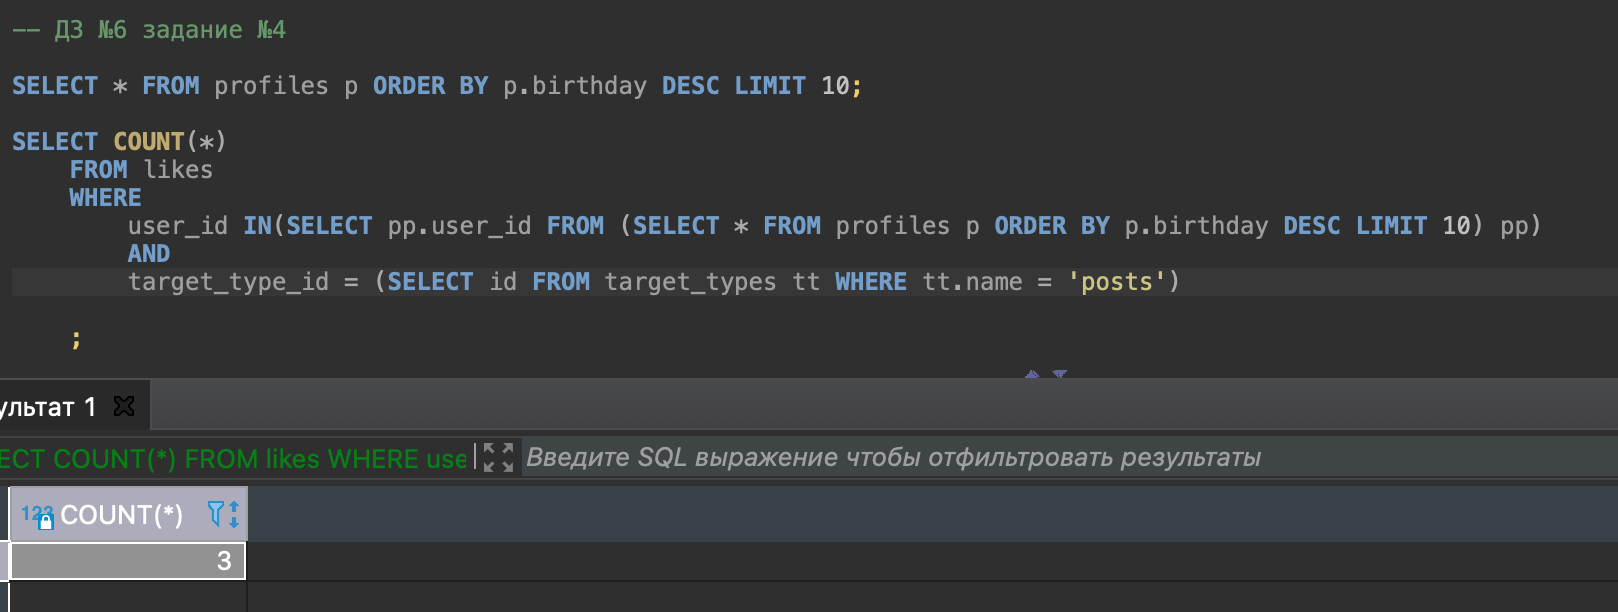 -- ДЗ №6 задание №4
SELECT * FROM profiles p ORDER BY p.birthday DESC LIMIT 10;
SELECT COUNT(*)
FROM likes
WHERE
user_id IN(SELECT pp.user_id FROM (SELECT * FROM profiles p ORDER BY p.birthday DESC LIMIT 10) pp)
AND
target_type_id = (SELECT id FROM target_types tt WHERE tt.name = 'posts')
;
ультат 1
ECT COUNT(*) FROM likes WHERE use
Введите SQL выражение чтобы отфильтровать результаты
123 COUNT(*)
3